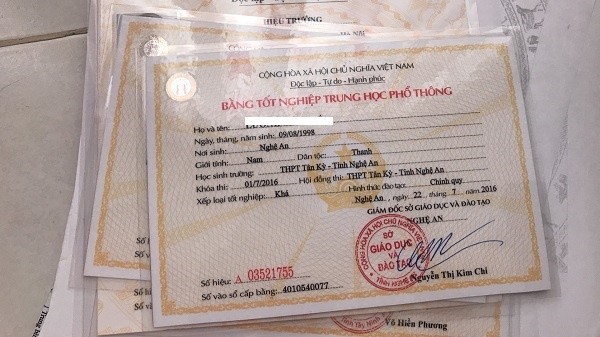 HIỆU TRƯỞNG
CỘNG HÒA XÃ HỘI CHỦ NGHĨA VIỆT NAM
Độc lập - Tự do - Hạnh phúc
BẰNG TỐT NGHIỆP TRUNG HỌC PHỔ THÔNG
Họ và tên:
Ngày, tháng, năm sinh: 09/08/1998
Nơi sinh: Nghệ An
Giới tính: Nam Dân tộc: Thanh
Học sinh trường: THPT Tân Kỳ - Tỉnh Nghệ An
Khóa thi: 01/7/2016 Hội đồng thi: THPT Tân Kỳ - Tỉnh Nghệ An
Xếp loại tốt nghiệp: Khá Hình thức đào tạo: Chính quy
Nghệ An, ngày 22 tháng 7 năm 2016
GIÁM ĐỐC SỞ GIÁO DỤC VÀ ĐÀO TẠO
NGHỆ AN
SỞ
GIÁO DỤC
VÀ
ĐÀO TẠO
Nguyễn Thị Kim Chi
Số hiệu: A 03521755
Số vào sổ cấp bằng: 4010540077
Số hiệu:
Số vào sổ
Võ Hiền Phương